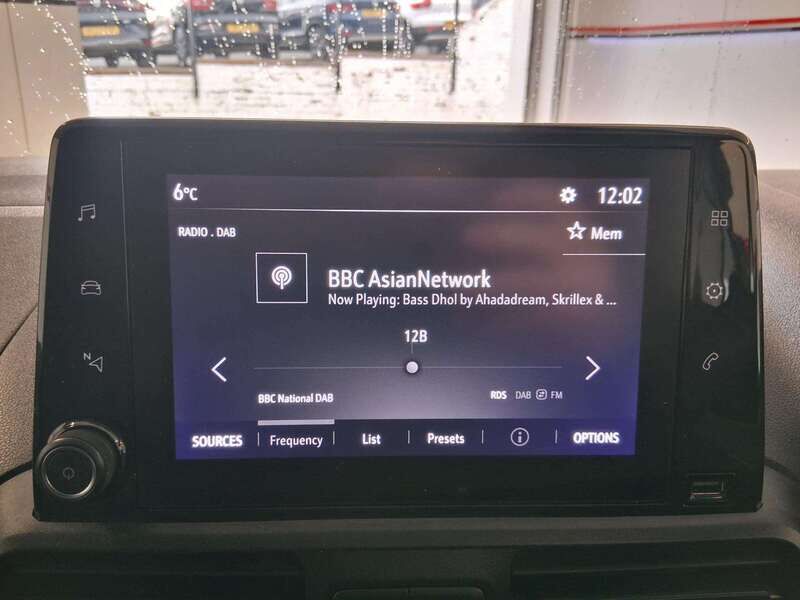 6°C
12:02
RADIO . DAB
Mem
BBC AsianNetwork
Now Playing: Bass Dhol by Ahadadream, Skrillex & ...
12B
BBC National DAB
RDS DAB FM
SOURCES Frequency List Presets OPTIONS
N